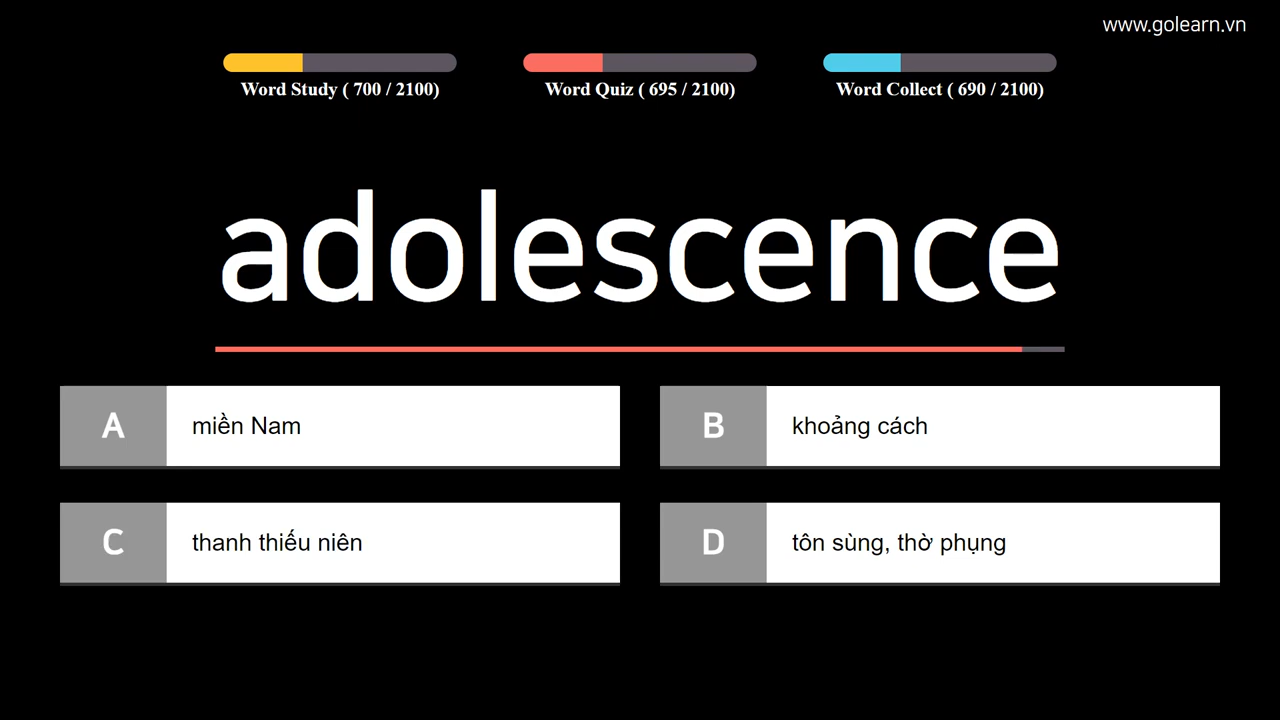 www.golearn.vn
Word Study ( 700 / 2100)
Word Quiz ( 695 / 2100)
Word Collect ( 690 / 2100)
adolescence
A miền Nam
B khoảng cách
C thanh thiếu niên
D tôn sùng, thờ phụng